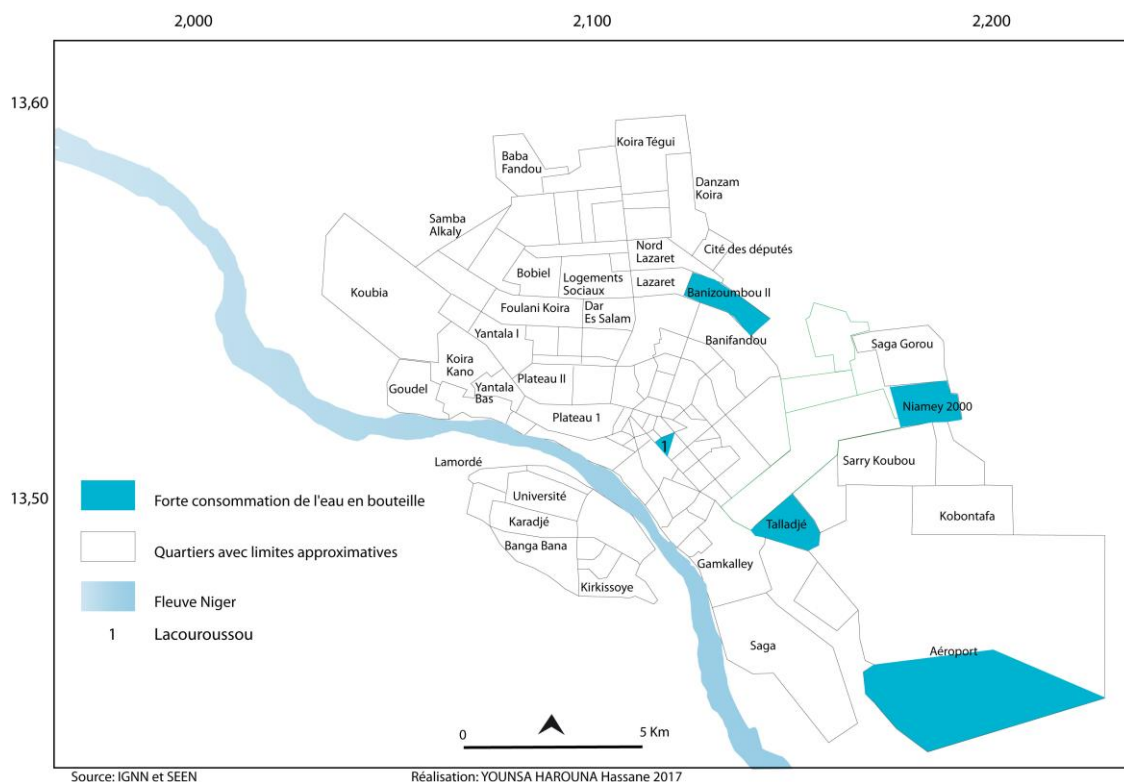 2,000 2,100 2,200
13,60
Koira Tégui
Baba
Fandou
Danzam
Koira
Samba
Alkaly
Nord
Lazaret
Cité des députés
Bobiel
Logements
Sociaux
Lazaret
Banizoumbou II
Koubia
Foulani Koira
Dar
Es Salam
Yantala I
Banifandou
Saga Gorou
Koira
Kano
Plateau II
Goudel
Yantala
Bas
Niamey 2000
Plateau 1
1
Lamordé
Sarry Koubou
13,50
Université
Forte consommation de l'eau en bouteille
Karadjé
Talladjé
Kobontafa
Banga Bana
Quartiers avec limites approximatives
Gamkalley
Kirkissoye
Fleuve Niger
1 Lacouroussou
Saga
Aéroport
0 5 Km
Source: IGNN et SEEN Réalisation: YOUNSA HAROUNA Hassane 2017